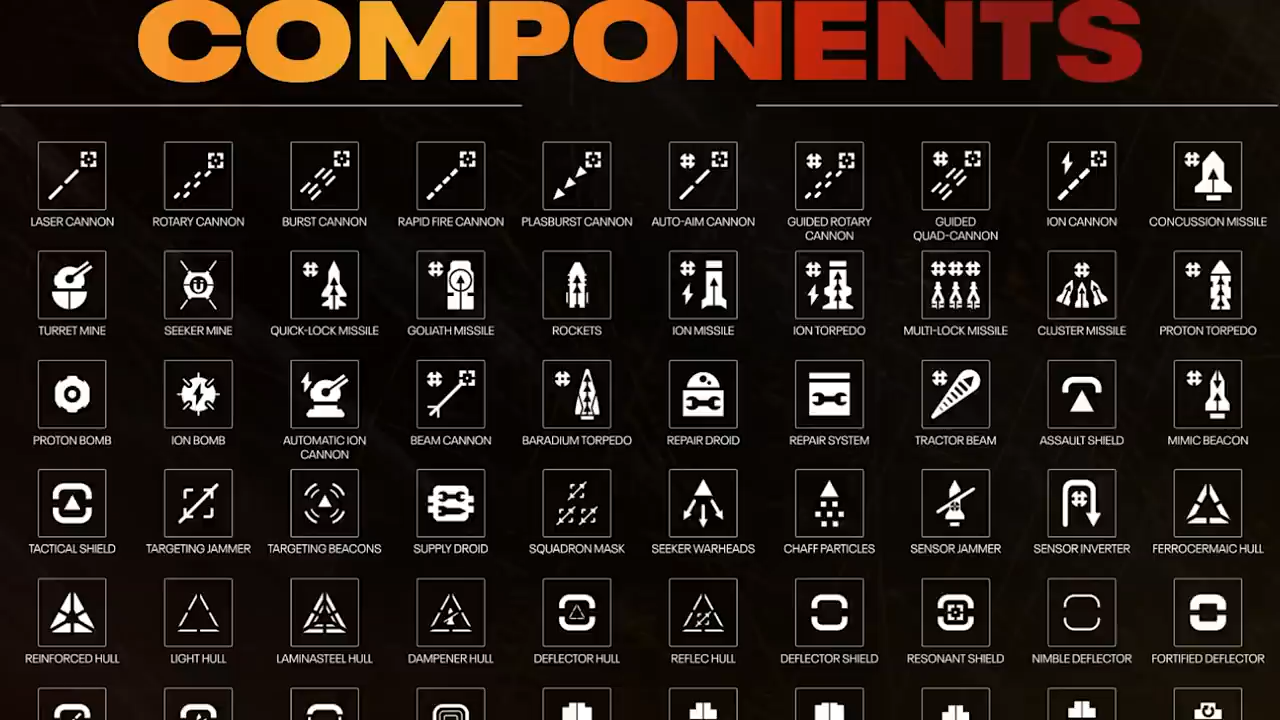 COMPONENTS
LASER CANNON
ROTARY CANNON
BURST CANNON
RAPID FIRE CANNON
PLASBURST CANNON
AUTO-AIM CANNON
GUIDED ROTARY
CANNON
GUIDED
QUAD-CANNON
ION CANNON
CONCUSSION MISSILE
TURRET MINE
SEEKER MINE
QUICK-LOCK MISSILE
GOLIATH MISSILE
ROCKETS
ION MISSILE
ION TORPEDO
MULTI-LOCK MISSILE
CLUSTER MISSILE
PROTON TORPEDO
PROTON BOMB
ION BOMB
AUTOMATIC ION
CANNON
BEAM CANNON
BARADIUM TORPEDO
REPAIR DROID
REPAIR SYSTEM
TRACTOR BEAM
ASSAULT SHIELD
MIMIC BEACON
TACTICAL SHIELD
TARGETING JAMMER
TARGETING BEACONS
SUPPLY DROID
SQUADRON MASK
SEEKER WARHEADS
CHAFF PARTICLES
SENSOR JAMMER
SENSOR INVERTER
FERROCERMAIC HULL
REINFORCED HULL
LIGHT HULL
LAMINASTEEL HULL
DAMPENER HULL
DEFLECTOR HULL
REFLEC HULL
DEFLECTOR SHIELD
RESONANT SHIELD
NIMBLE DEFLECTOR
FORTIFIED DEFLECTOR